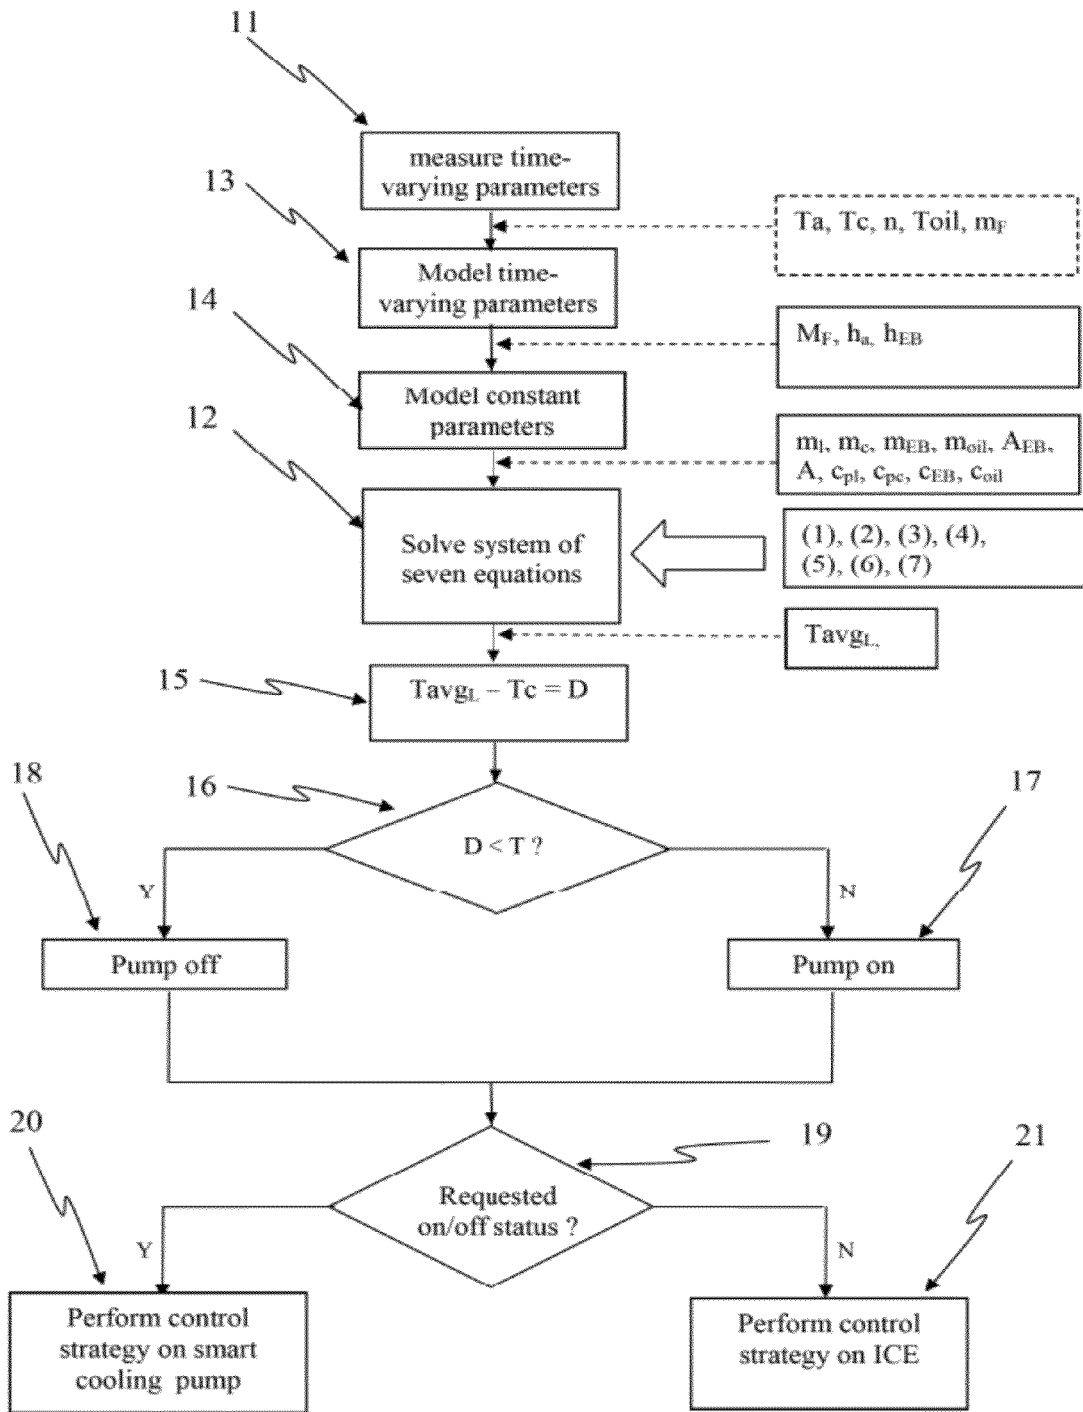 11
measure time-
varying parameters
13
Ta, Tc, n, Toil, mF
Model time-
varying parameters
14
MF, ha, hEB
Model constant
parameters
12
ml, mc, mEB, moil, AEB,
A, cpl, cpc, cEB, coil
Solve system of
seven equations
(1), (2), (3), (4),
(5), (6), (7)
TavgL,
15
TavgL – Tc = D
18
16
17
D < T ?
Y
N
Pump off
Pump on
20
19
21
Requested
on/off status ?
Y
N
Perform control
strategy on smart
cooling pump
Perform control
strategy on ICE